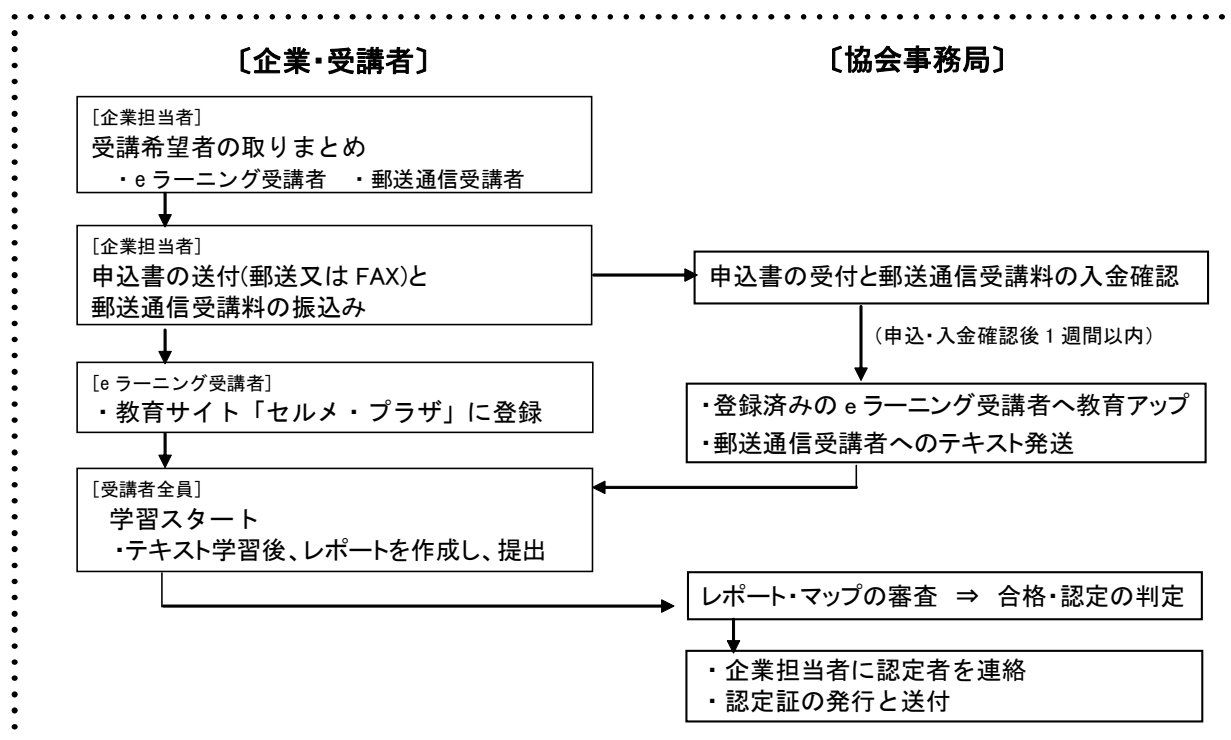 〔企業・受講者〕
〔協会事務局〕
[企業担当者]
受講希望者の取りまとめ
・eラーニング受講者　・郵送通信受講者
[企業担当者]
申込書の送付(郵送又は FAX)と
郵送通信受講料の振込み
申込書の受付と郵送通信受講料の入金確認
（申込・入金確認後 1 週間以内）
[e ラーニング受講者]
・教育サイト「セルメ・プラザ」に登録
・登録済みの e ラーニング受講者へ教育アップ
・郵送通信受講者へのテキスト発送
[受講者全員]
学習スタート
・テキスト学習後、レポートを作成し、提出
レポート・マップの審査　⇒　合格・認定の判定
・企業担当者に認定者を連絡
・認定証の発行と送付